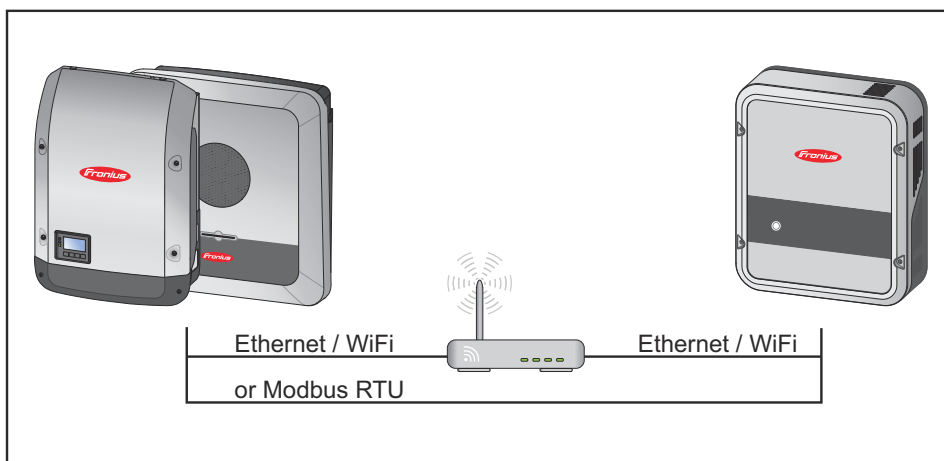 Fronius
Fronius
Fronius
Ethernet / WiFi
Ethernet / WiFi
or Modbus RTU